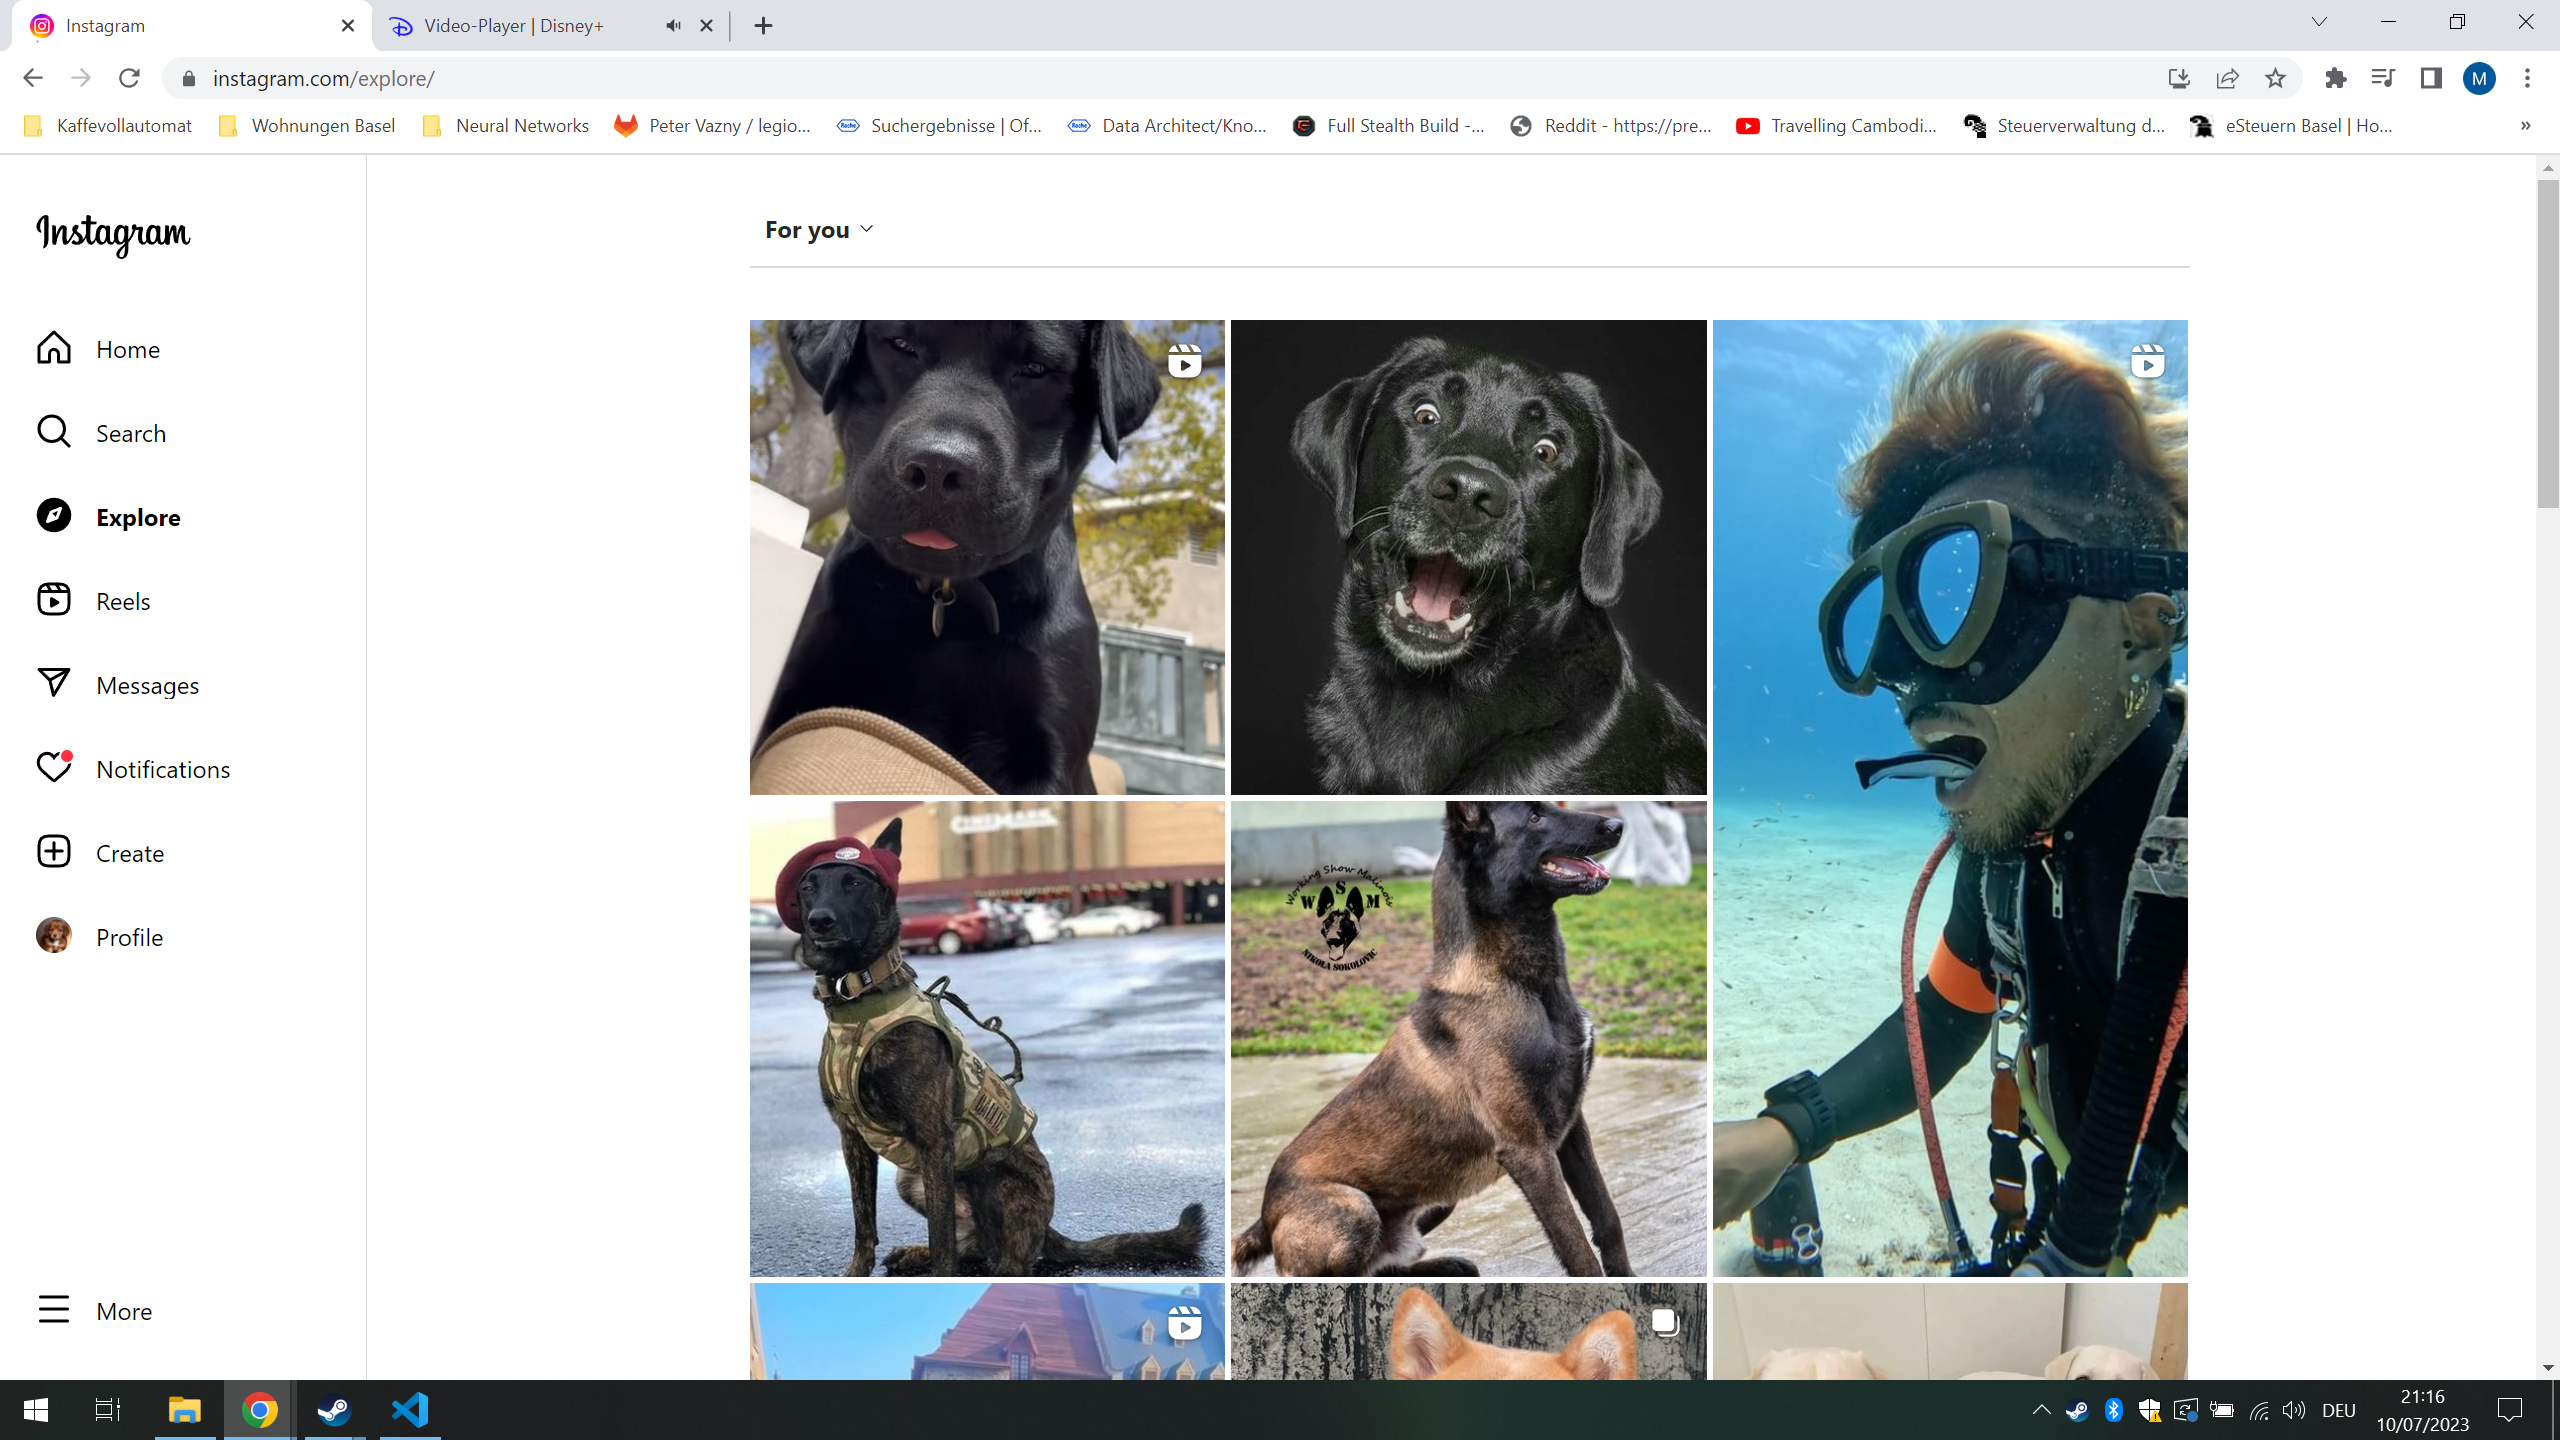 Instagram
Video-Player | Disney+
instagram.com/explore/
M
Kaffevollautomat
Wohnungen Basel
Neural Networks
Peter Vazny / legio...
Suchergebnisse | Of...
Data Architect/Kno...
Full Stealth Build -...
Reddit - https://pre...
Travelling Cambodi...
Steuerverwaltung d...
eSteuern Basel | Ho...
»
Instagram
For you
Home
Search
Explore
Reels
Messages
Notifications
Create
Profile
More
CINEMARK
Working Show Malinois
W S M
NIKOLA SOKOLOVIC
DEU
21:16
10/07/2023